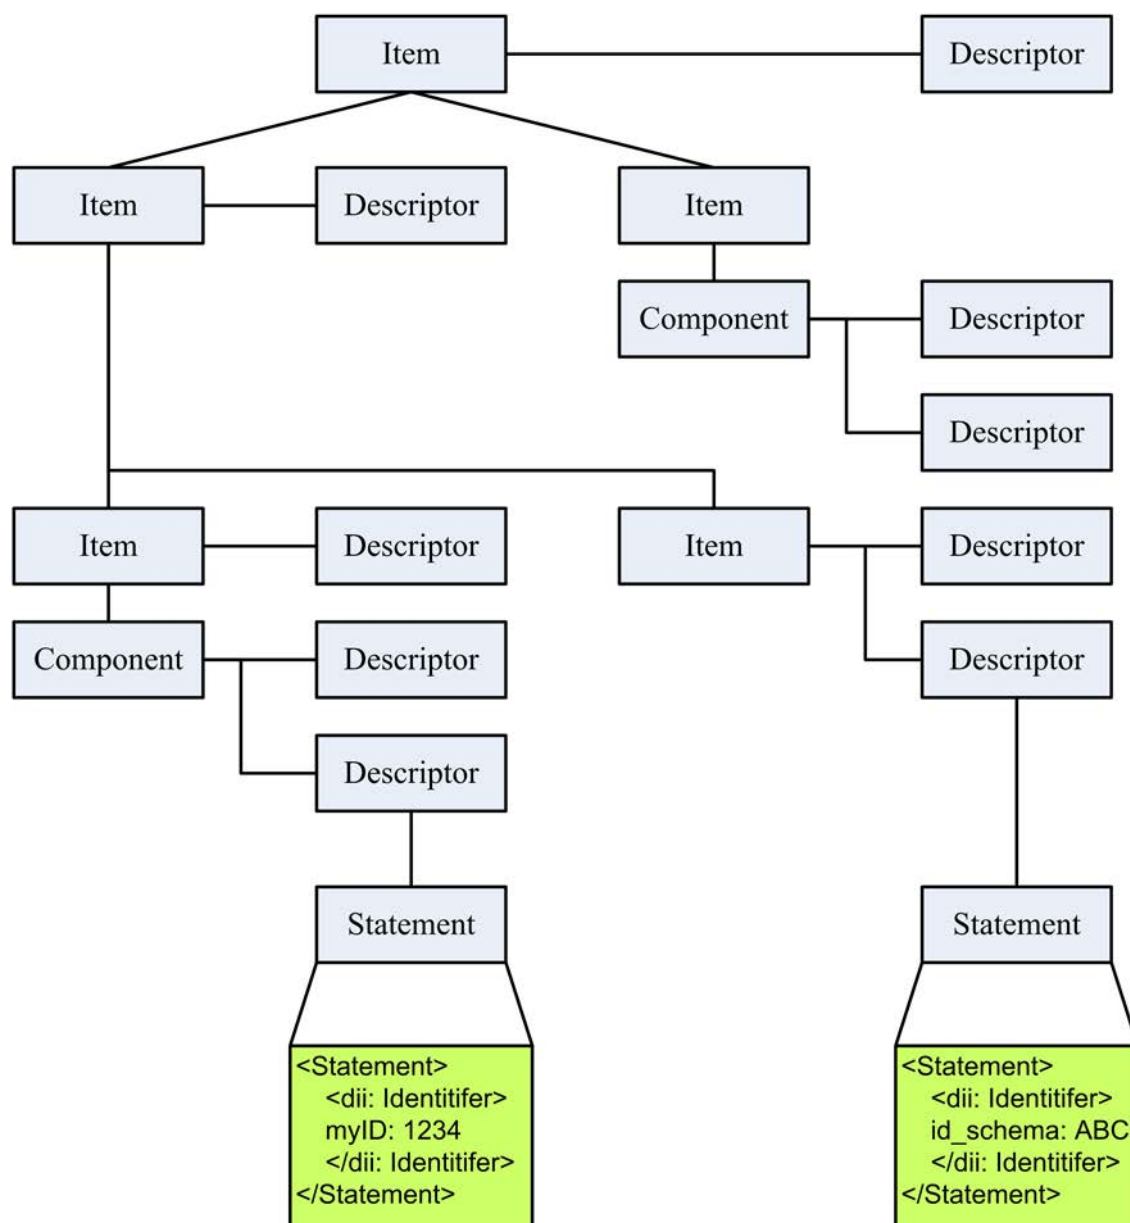 Item
Descriptor
Item
Descriptor
Item
Component
Descriptor
Descriptor
Item
Descriptor
Item
Descriptor
Component
Descriptor
Descriptor
Descriptor
Statement
Statement
<Statement>
<dii: Identitifer>
myID: 1234
</dii: Identitifer>
</Statement>
<Statement>
<dii: Identitifer>
id_schema: ABC
</dii: Identitifer>
</Statement>